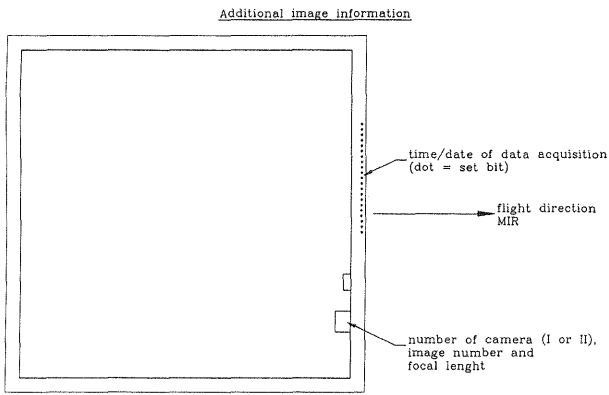 Additional image information
time/date of data acquisition
(dot = set bit)
flight direction
MIR
number of camera (I or II),
image number and
focal lenght